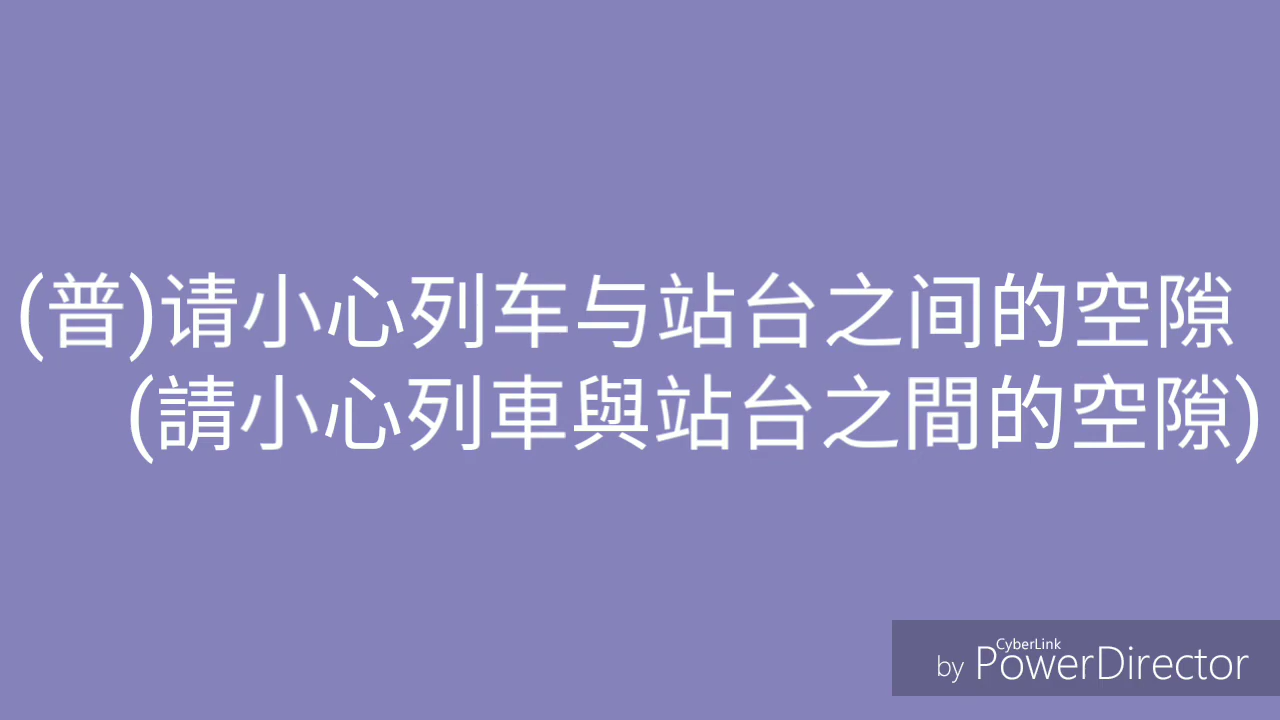 (普)请小心列车与站台之间的空隙
(請小心列車與站台之間的空隙)
CyberLink
by PowerDirector